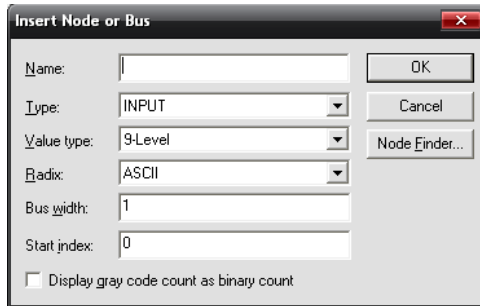 Insert Node or Bus
Name:
OK
Type:
INPUT
Cancel
Value type:
9-Level
Node Finder...
Radix:
ASCII
Bus width:
1
Start index:
0
Display gray code count as binary count